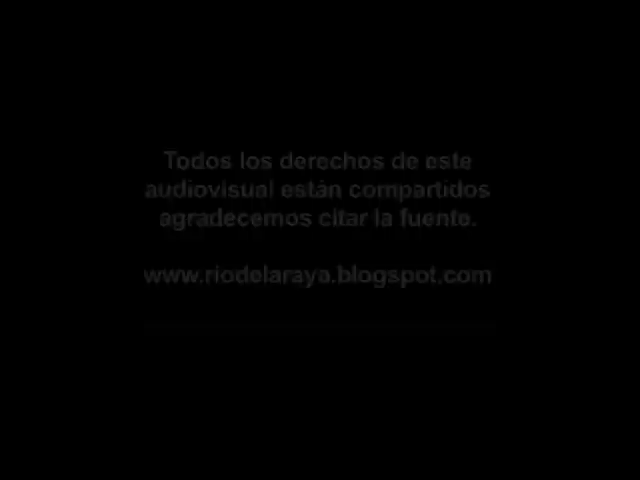 Todos los derechos de este
audiovisual están compartidos
agradecemos citar la fuente.
www.riodelaraya.blogspot.com